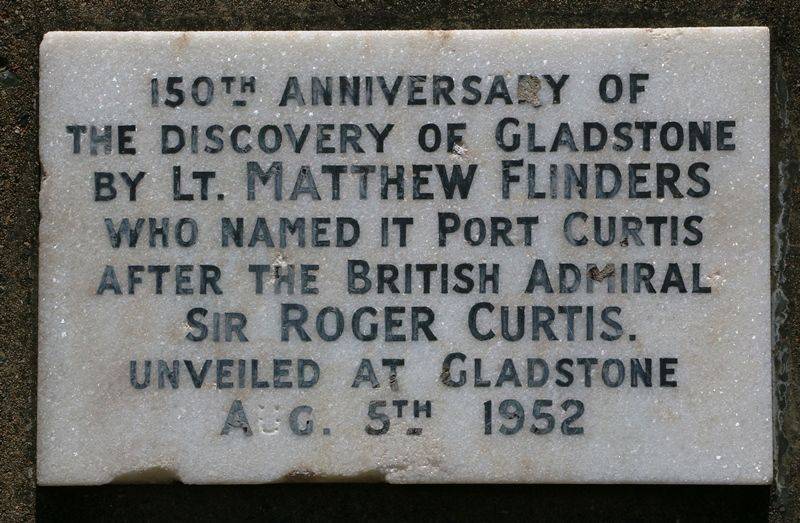 150TH ANNIVERSARY OF
THE DISCOVERY OF GLADSTONE
BY LT. MATTHEW FLINDERS
WHO NAMED IT PORT CURTIS
AFTER THE BRITISH ADMIRAL
SIR ROGER CURTIS.
UNVEILED AT GLADSTONE
AUG. 5TH 1952